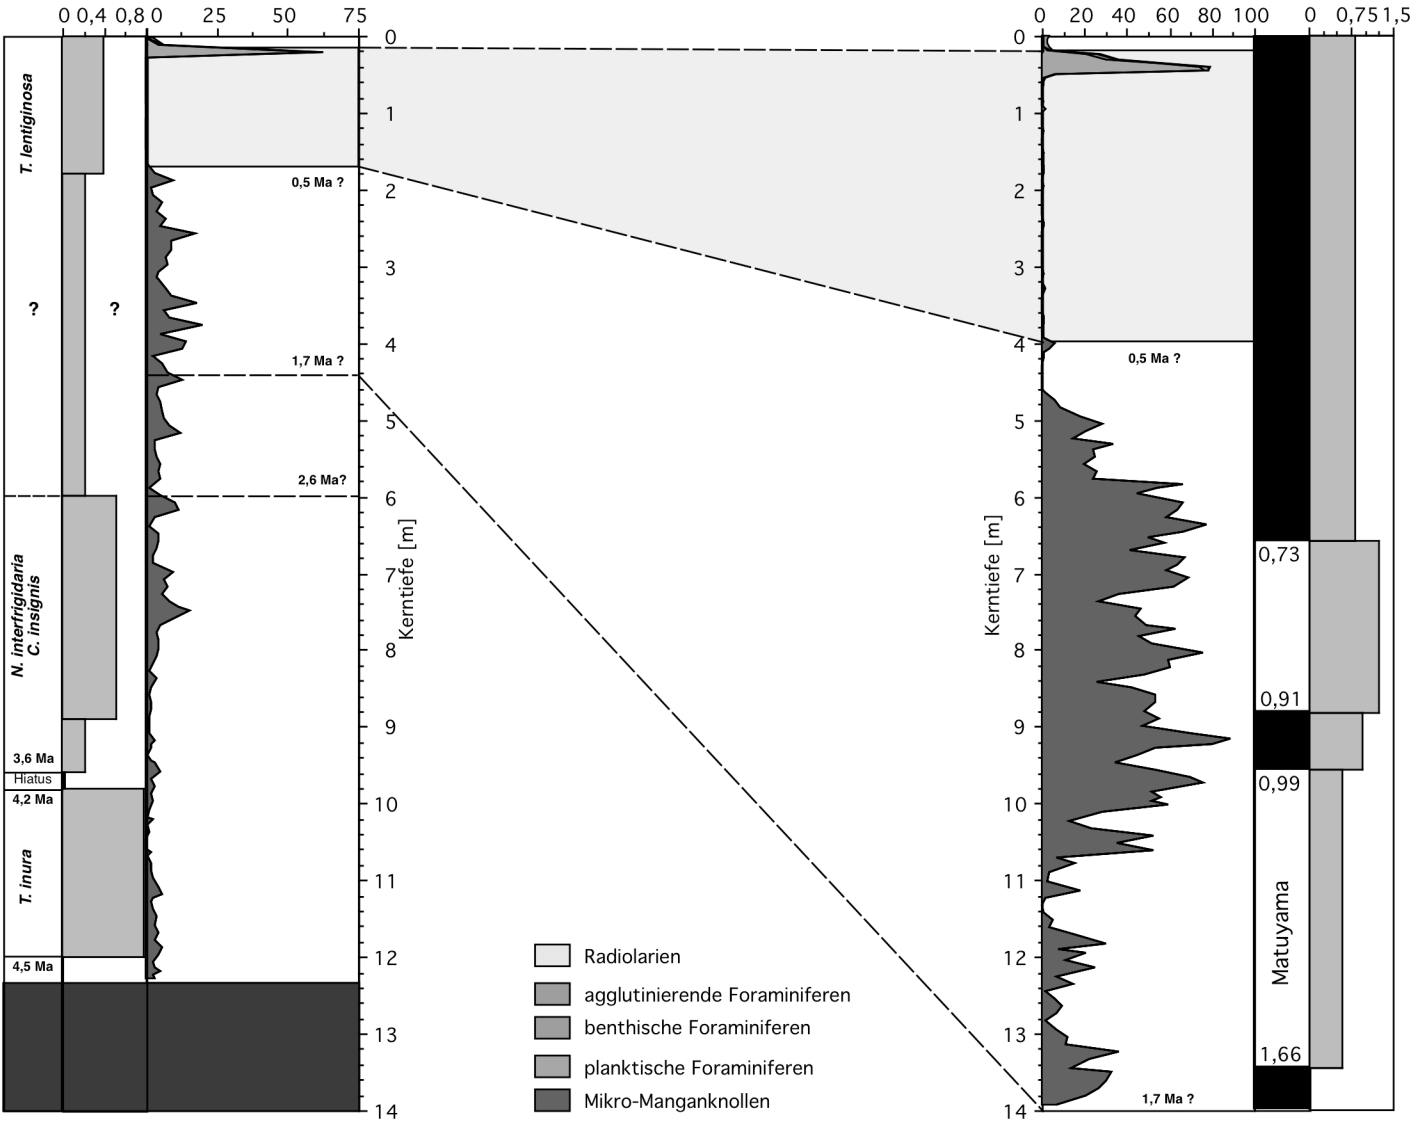 0 0,4 0,8 0 25 50 75
0 20 40 60 80 100 0 0,75 1,5
0
1
2
3
4
5
6
7
8
9
10
11
12
13
14
Kerntiefe [m]
T. lentiginosa
?
?
N. interfrigidaria
C. insignis
3,6 Ma
Hiatus
4,2 Ma
T. inura
4,5 Ma
0,5 Ma ?
1,7 Ma ?
2,6 Ma?
Radiolarien
agglutinierende Foraminiferen
benthische Foraminiferen
planktische Foraminiferen
Mikro-Manganknollen
0
1
2
3
4
5
6
7
8
9
10
11
12
13
14
Kerntiefe [m]
0,5 Ma ?
1,7 Ma ?
0,73
0,91
0,99
Matuyama
1,66